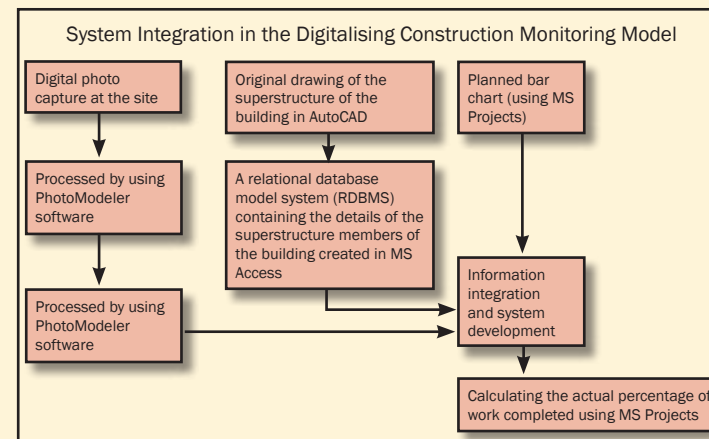 System Integration in the Digitalising Construction Monitoring Model
Digital photo
capture at the site
Original drawing of the
superstructure of the
building in AutoCAD
Planned bar
chart (using MS
Projects)
Processed by using
PhotoModeler
software
A relational database
model system (RDBMS)
containing the details of the
superstructure members of
the building created in MS
Access
Information
integration
and system
development
Processed by using
PhotoModeler
software
Calculating the actual percentage of
work completed using MS Projects